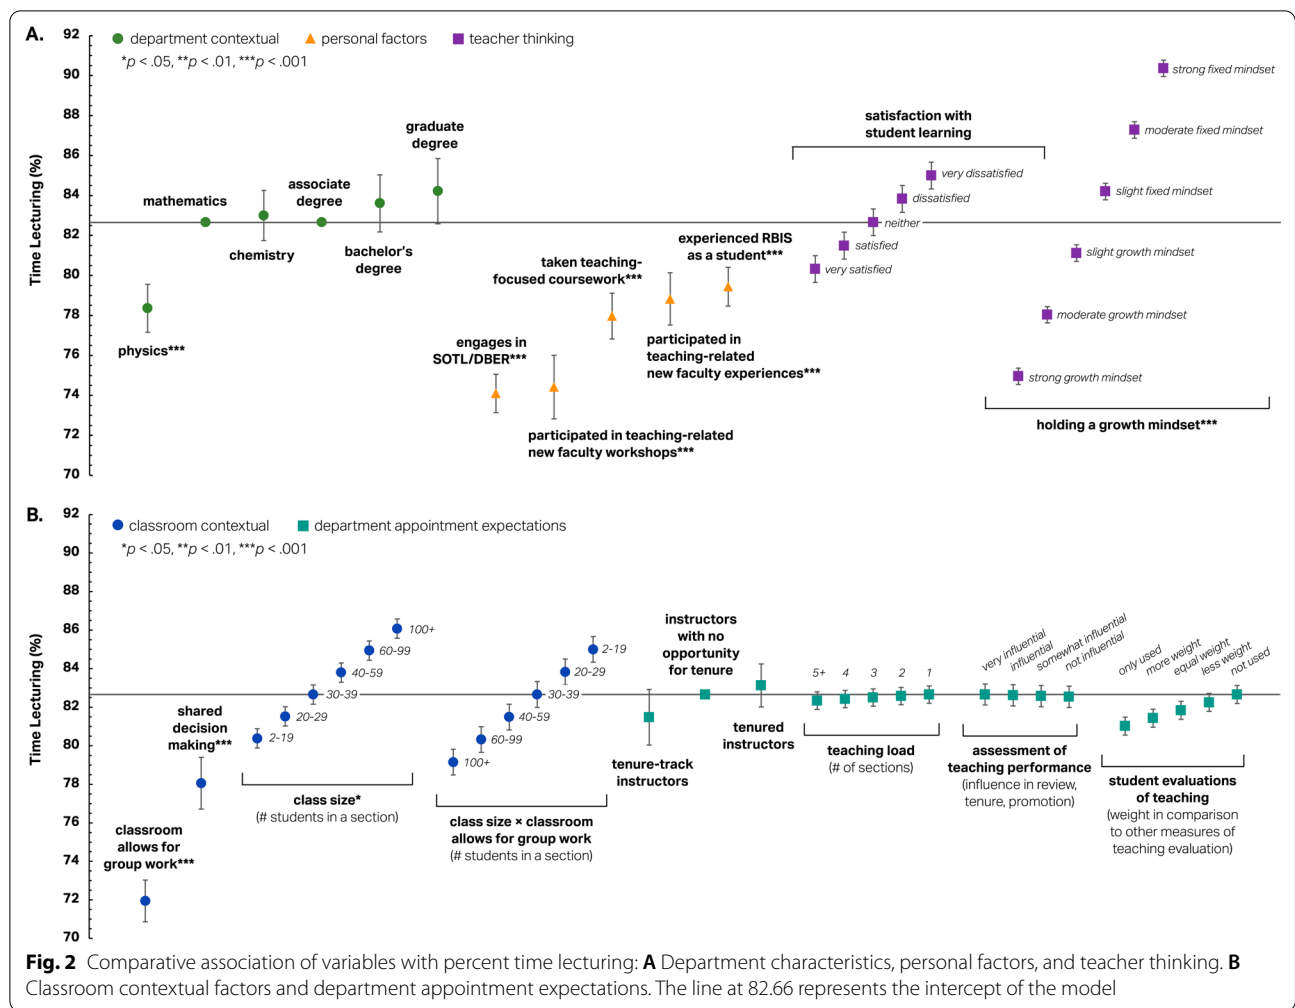 A.
92
90
88
86
84
82
80
78
76
74
72
70
Time Lecturing (%)
department contextual
personal factors
teacher thinking
*p < .05, **p < .01, ***p < .001
physics***
mathematics
chemistry
associate
degree
bachelor's
degree
graduate
degree
engages in
SOTL/DBER***
participated in teaching-related
new faculty workshops***
taken teaching-
focused coursework***
participated in
teaching-related
new faculty experiences***
experienced RBIS
as a student***
satisfaction with
student learning
very dissatisfied
dissatisfied
neither
satisfied
very satisfied
strong fixed mindset
moderate fixed mindset
slight fixed mindset
slight growth mindset
moderate growth mindset
strong growth mindset
holding a growth mindset***
B.
92
90
88
86
84
82
80
78
76
74
72
70
Time Lecturing (%)
classroom contextual
department appointment expectations
*p < .05, **p < .01, ***p < .001
classroom
allows for
group work***
shared
decision
making***
100+
60-99
40-59
30-39
20-29
2-19
class size*
(# students in a section)
2-19
20-29
30-39
40-59
60-99
100+
class size × classroom
allows for group work
(# students in a section)
tenure-track
instructors
instructors
with no
opportunity
for tenure
tenured
instructors
5+
4
3
2
1
teaching load
(# of sections)
very influential
influential
somewhat influential
not influential
assessment of
teaching performance
(influence in review,
tenure, promotion)
only used
more weight
equal weight
less weight
not used
student evaluations
of teaching
(weight in comparison
to other measures of
teaching evaluation)
Fig. 2 Comparative association of variables with percent time lecturing: A Department characteristics, personal factors, and teacher thinking. B
Classroom contextual factors and department appointment expectations. The line at 82.66 represents the intercept of the model